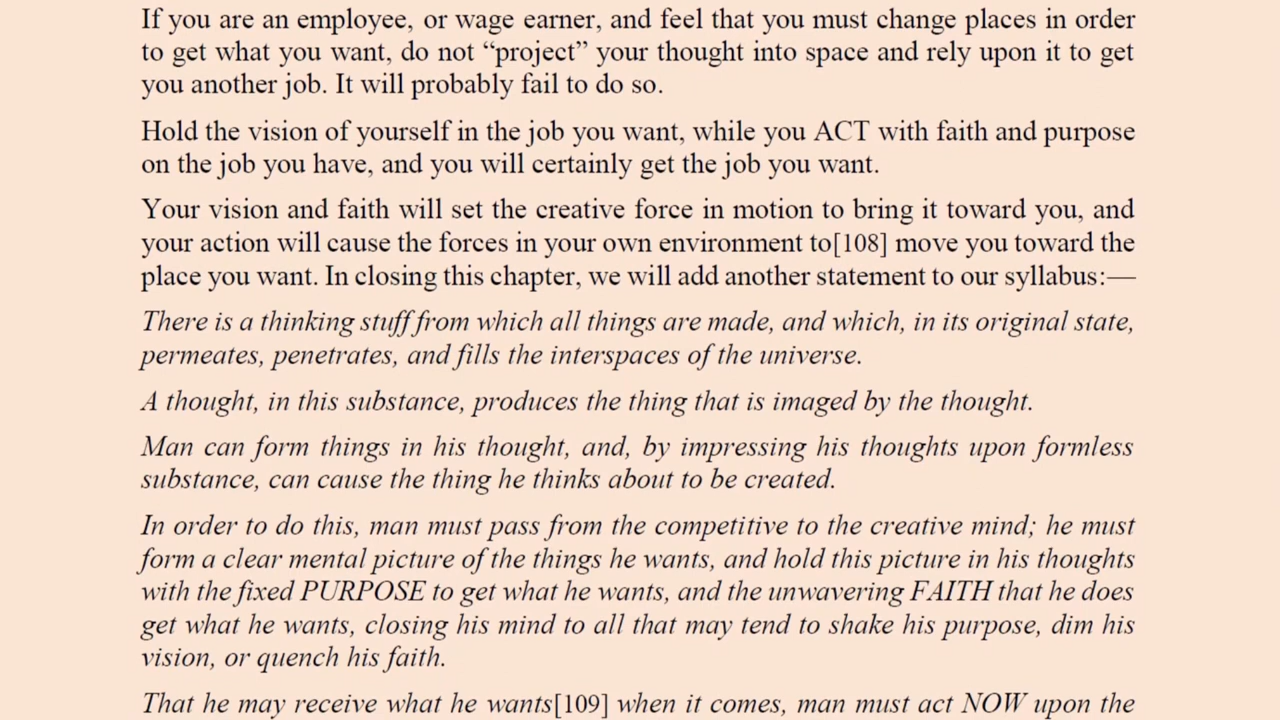 If you are an employee, or wage earner, and feel that you must change places in order
to get what you want, do not “project” your thought into space and rely upon it to get
you another job. It will probably fail to do so.
Hold the vision of yourself in the job you want, while you ACT with faith and purpose
on the job you have, and you will certainly get the job you want.
Your vision and faith will set the creative force in motion to bring it toward you, and
your action will cause the forces in your own environment to[108] move you toward the
place you want. In closing this chapter, we will add another statement to our syllabus:—
There is a thinking stuff from which all things are made, and which, in its original state,
permeates, penetrates, and fills the interspaces of the universe.
A thought, in this substance, produces the thing that is imaged by the thought.
Man can form things in his thought, and, by impressing his thoughts upon formless
substance, can cause the thing he thinks about to be created.
In order to do this, man must pass from the competitive to the creative mind; he must
form a clear mental picture of the things he wants, and hold this picture in his thoughts
with the fixed PURPOSE to get what he wants, and the unwavering FAITH that he does
get what he wants, closing his mind to all that may tend to shake his purpose, dim his
vision, or quench his faith.
That he may receive what he wants[109] when it comes, man must act NOW upon the